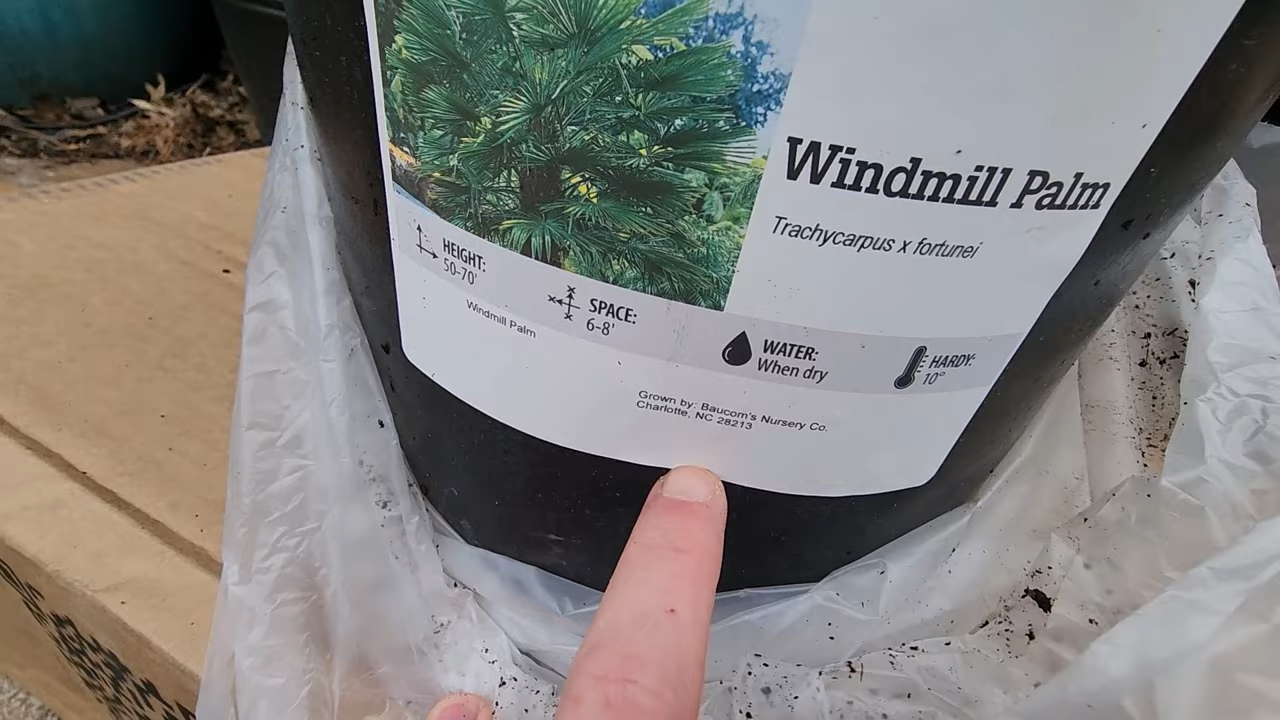 Windmill Palm
Trachycarpus x fortunei
HEIGHT:
50-70'
SPACE:
6-8'
WATER:
When dry
HARDY:
10°
Windmill Palm
Grown by: Baucom's Nursery Co.
Charlotte, NC 28213